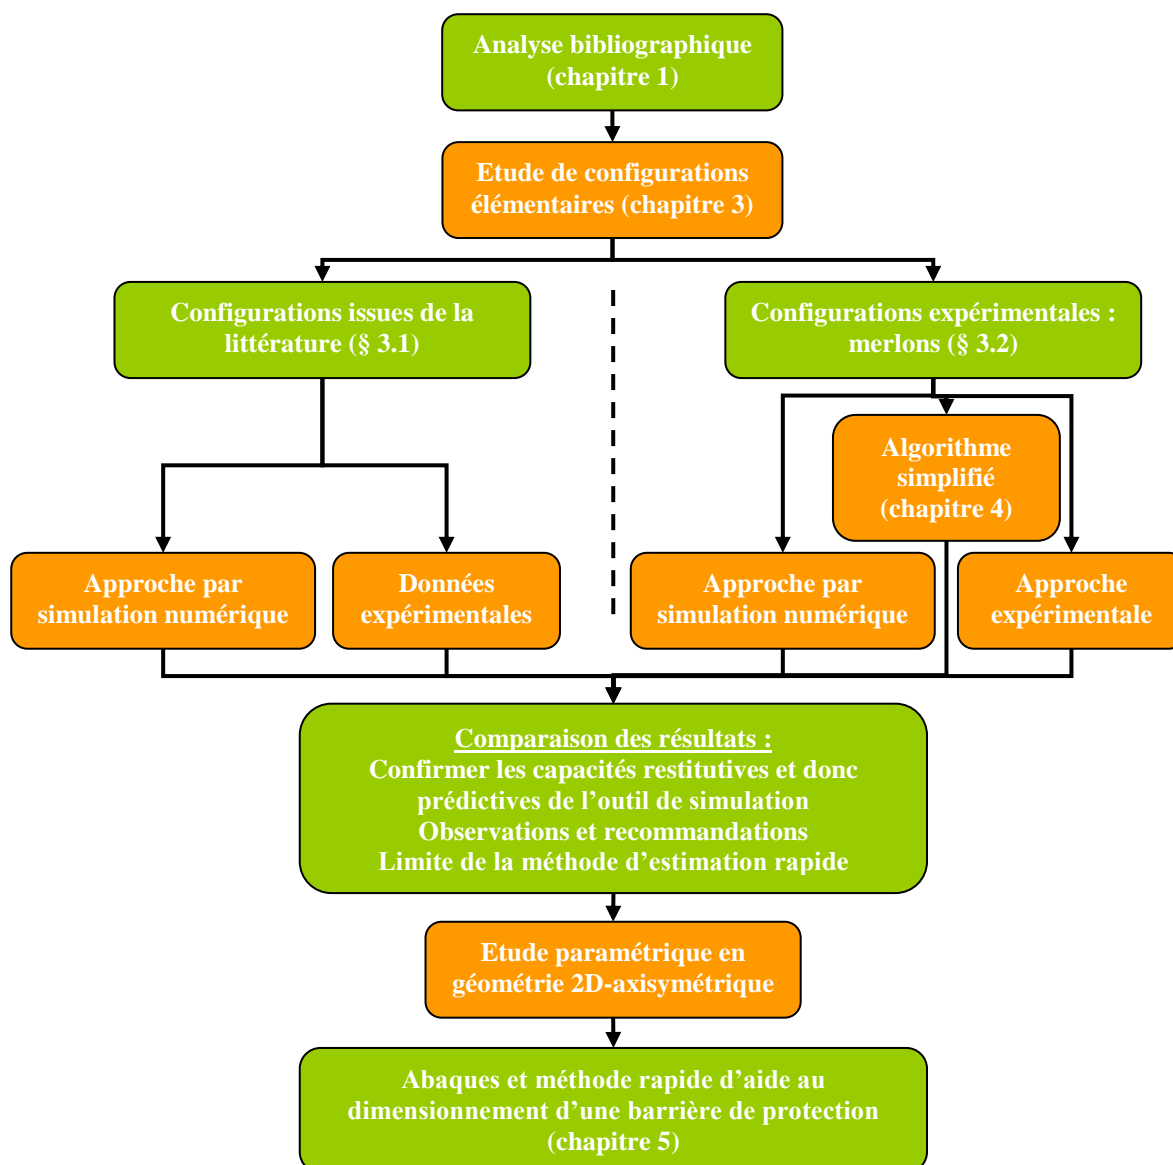 Analyse bibliographique
(chapitre 1)
Etude de configurations
élémentaires (chapitre 3)
Configurations issues de la
littérature (§ 3.1)
Configurations expérimentales :
merlons (§ 3.2)
Algorithme
simplifié
(chapitre 4)
Approche par
simulation numérique
Données
expérimentales
Approche par
simulation numérique
Approche
expérimentale
Comparaison des résultats :
Confirmer les capacités restitutives et donc
prédictives de l’outil de simulation
Observations et recommandations
Limite de la méthode d’estimation rapide
Etude paramétrique en
géométrie 2D-axisymétrique
Abaques et méthode rapide d’aide au
dimensionnement d’une barrière de protection
(chapitre 5)